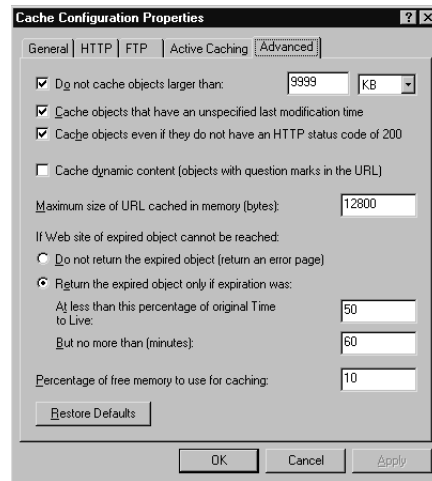 Cache Configuration Properties
General HTTP FTP Active Caching Advanced
Do not cache objects larger than: 9999 KB
Cache objects that have an unspecified last modification time
Cache objects even if they do not have an HTTP status code of 200
Cache dynamic content (objects with question marks in the URL)
Maximum size of URL cached in memory (bytes): 12800
If Web site of expired object cannot be reached:
Do not return the expired object (return an error page)
Return the expired object only if expiration was:
At less than this percentage of original Time
to Live: 50
But no more than (minutes): 60
Percentage of free memory to use for caching: 10
Restore Defaults
OK Cancel Apply